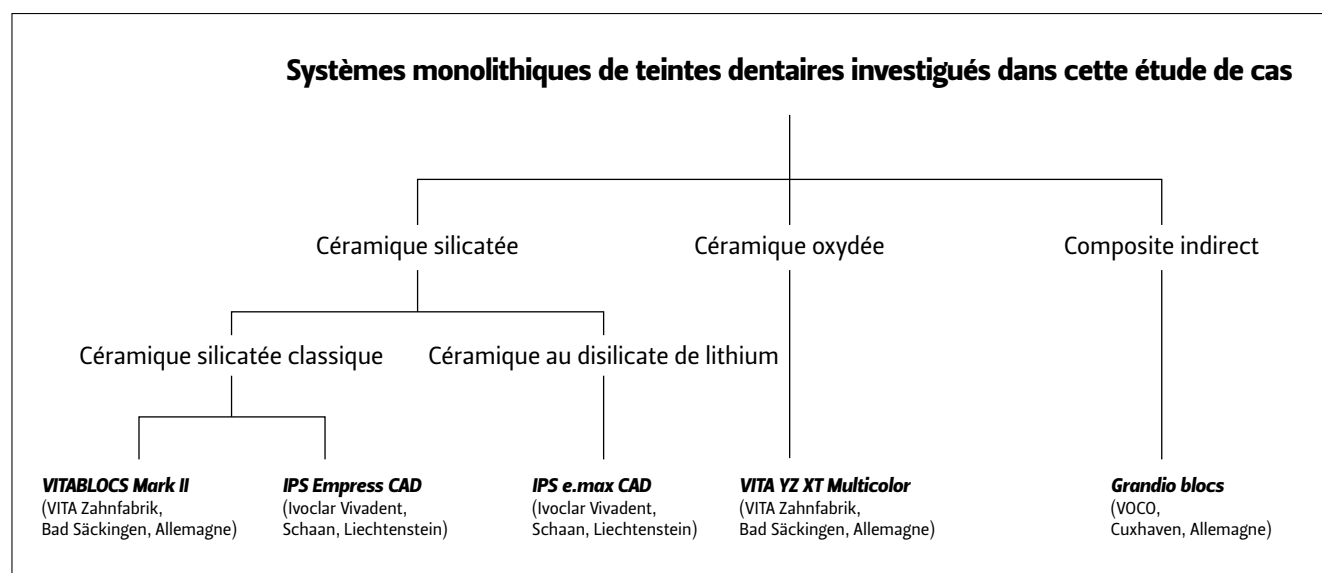 Systèmes monolithiques de teintes dentaires investigués dans cette étude de cas
Céramique silicatée
Céramique oxydée
Composite indirect
Céramique silicatée classique
Céramique au disilicate de lithium
VITABLOCS Mark II
(VITA Zahnfabrik,
Bad Säckingen, Allemagne)
IPS Empress CAD
(Ivoclar Vivadent,
Schaan, Liechtenstein)
IPS e.max CAD
(Ivoclar Vivadent,
Schaan, Liechtenstein)
VITA YZ XT Multicolor
(VITA Zahnfabrik,
Bad Säckingen, Allemagne)
Grandio blocs
(VOCO,
Cuxhaven, Allemagne)